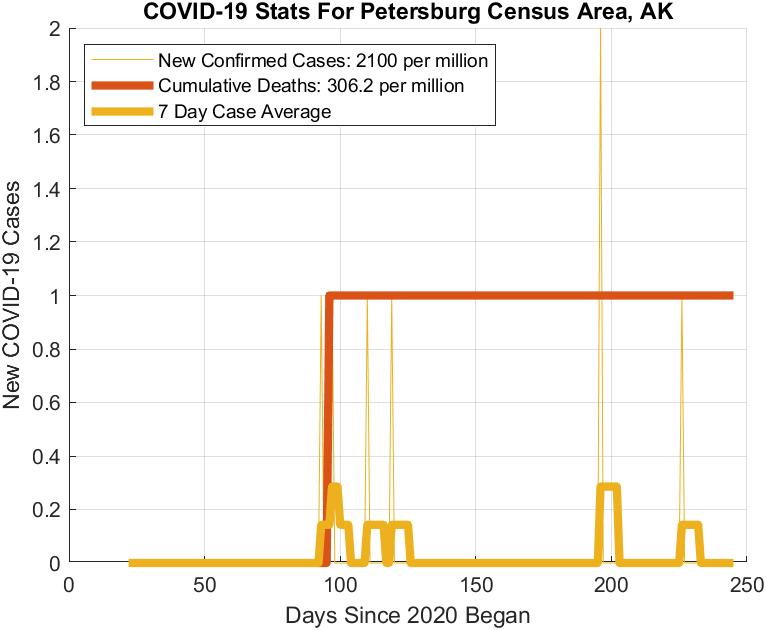 COVID-19 Stats For Petersburg Census Area, AK
New Confirmed Cases: 2100 per million
Cumulative Deaths: 306.2 per million
7 Day Case Average
New COVID-19 Cases
2
1.8
1.6
1.4
1.2
1
0.8
0.6
0.4
0.2
0
0 50 100 150 200 250
Days Since 2020 Began